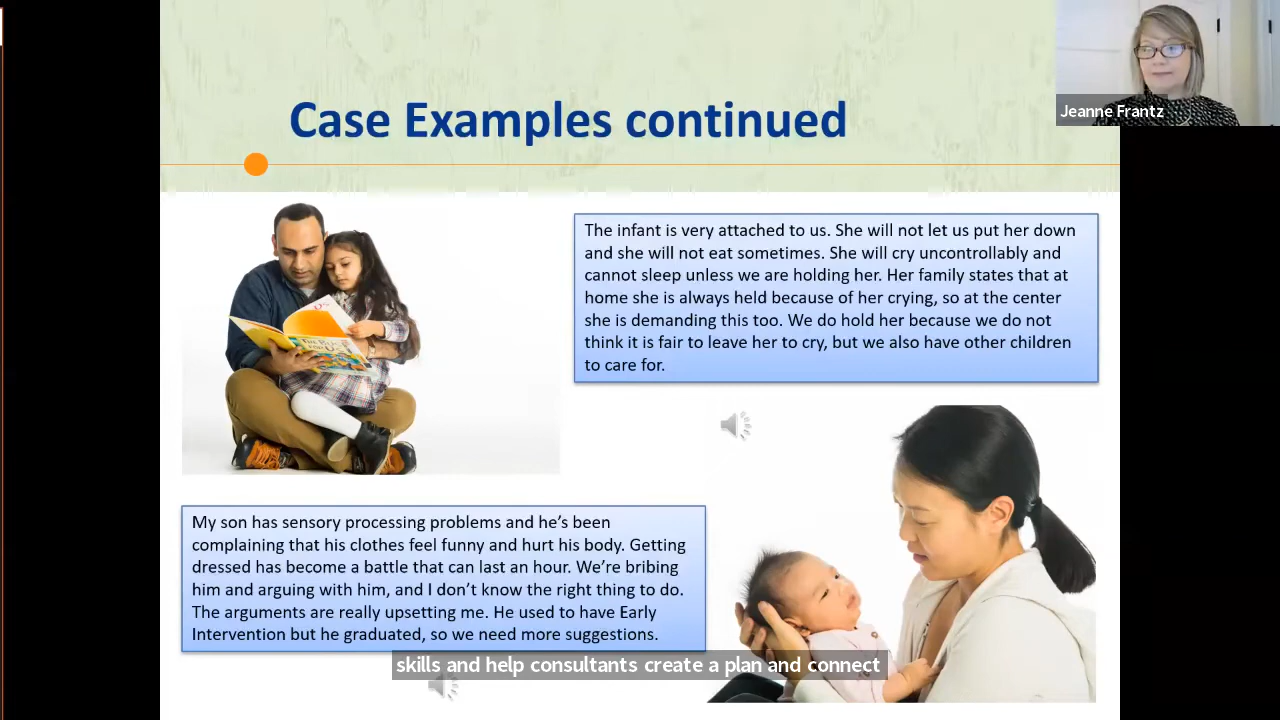 Case Examples continued
Jeanne Frantz
The infant is very attached to us. She will not let us put her down
and she will not eat sometimes. She will cry uncontrollably and
cannot sleep unless we are holding her. Her family states that at
home she is always held because of her crying, so at the center
she is demanding this too. We do hold her because we do not
think it is fair to leave her to cry, but we also have other children
to care for.
My son has sensory processing problems and he’s been
complaining that his clothes feel funny and hurt his body. Getting
dressed has become a battle that can last an hour. We’re bribing
him and arguing with him, and I don’t know the right thing to do.
The arguments are really upsetting me. He used to have Early
Intervention but he graduated, so we need more suggestions.
skills and help consultants create a plan and connect